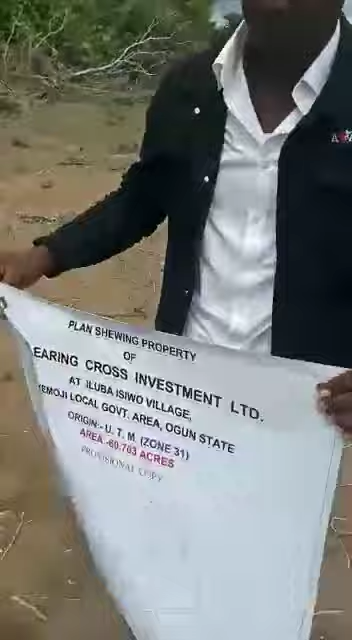 PLAN SHEWING PROPERTY
OF
EARING CROSS INVESTMENT LTD.
AT ILUBA ISIWO VILLAGE,
YEMOJI LOCAL GOVT. AREA, OGUN STATE
ORIGIN:- U. T. M. (ZONE 31)
AREA -60.703 ACRES
PROVISIONAL COPY